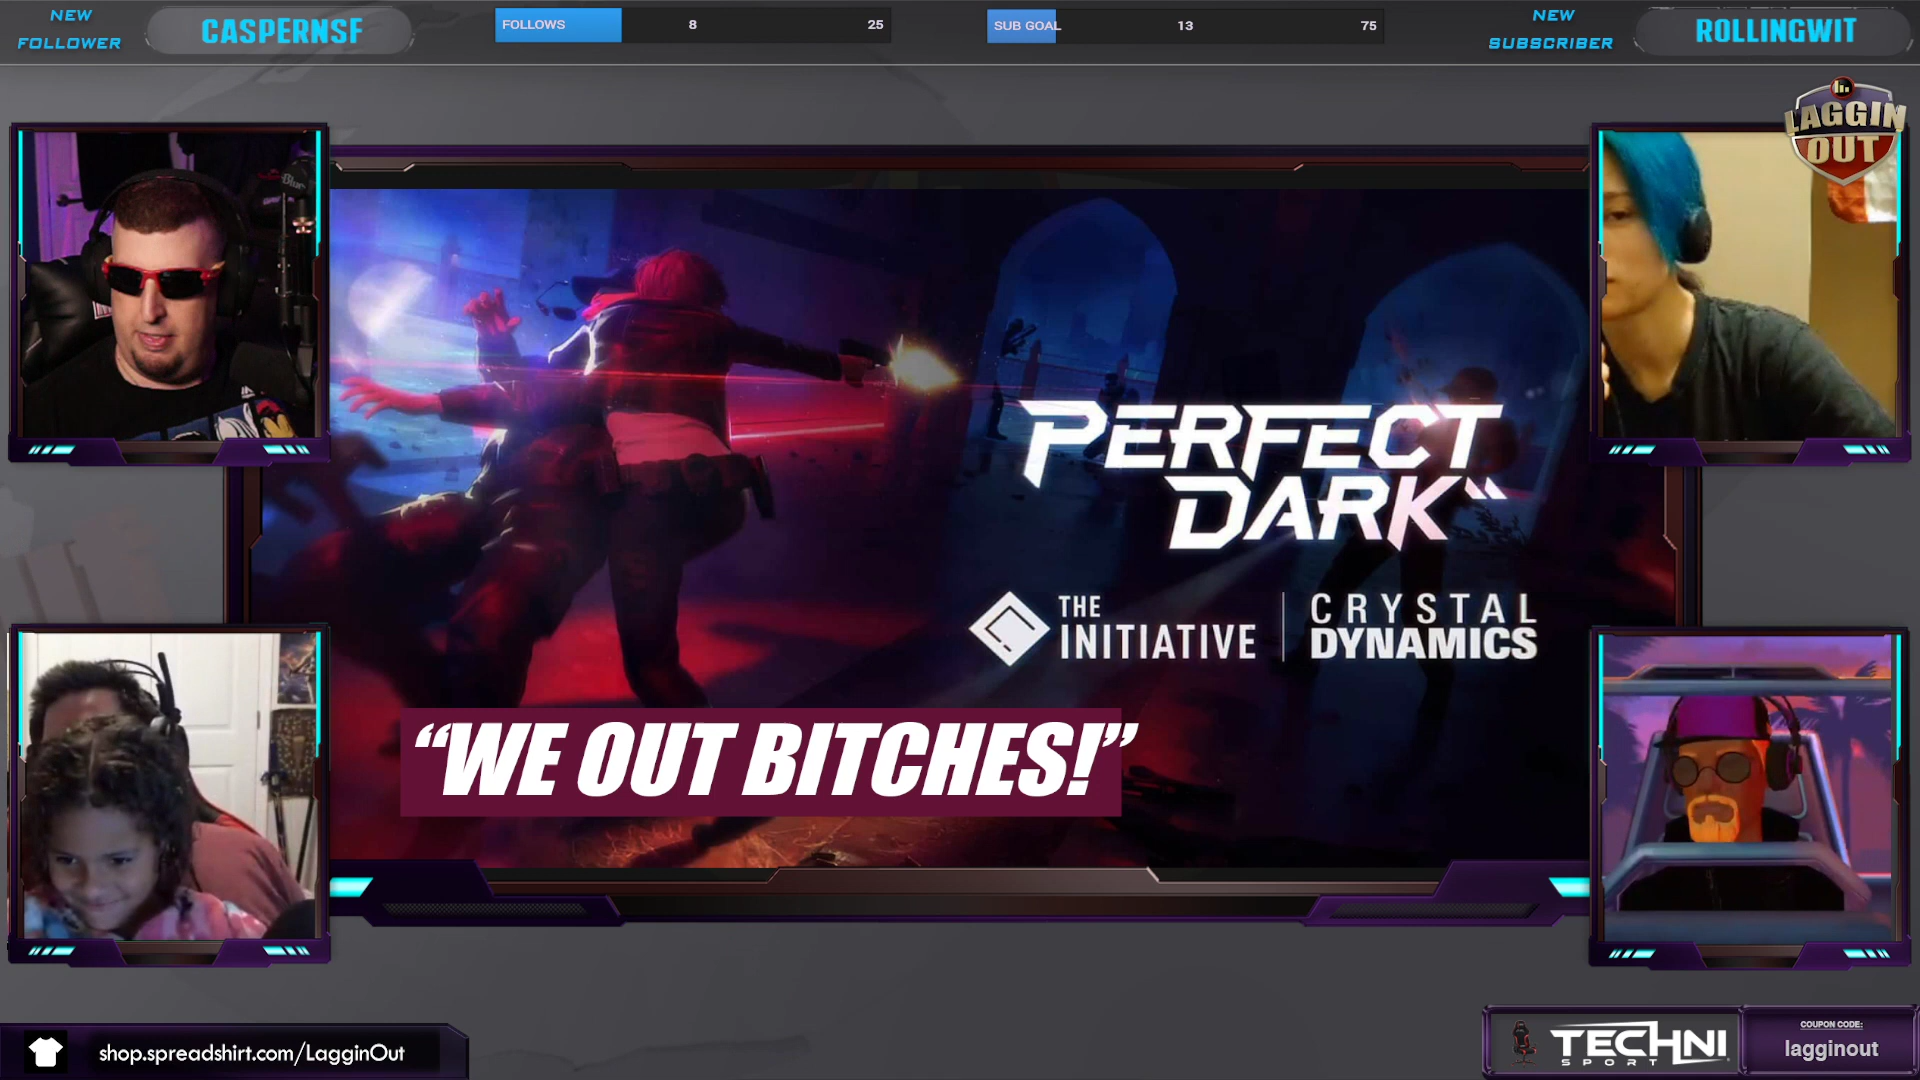 NEW
FOLLOWER
CASPERNSF
FOLLOWS 8 25
SUB GOAL 13 75
NEW
SUBSCRIBER
ROLLINGWIT
LAGGIN
OUT
PERFECT
DARK
THE
INITIATIVE
CRYSTAL
DYNAMICS
“WE OUT BITCHES!”
shop.spreadshirt.com/LagginOut
TECHNI
SPORT
COUPON CODE:
lagginout